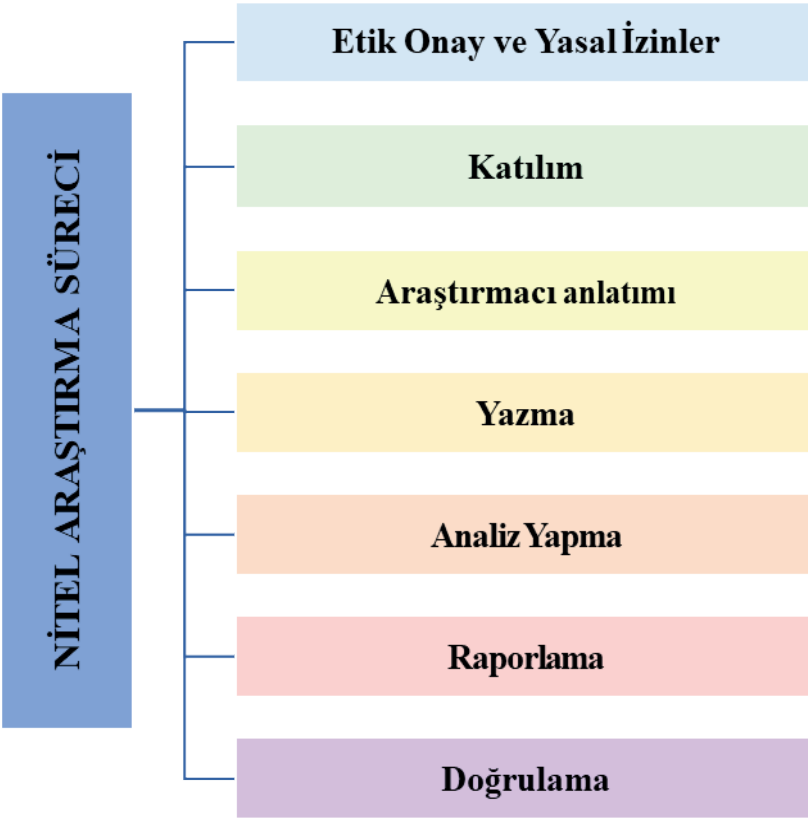 NİTEL ARAŞTIRMA SÜRECİ
Etik Onay ve Yasal İzinler
Katılım
Araştırmacı anlatımı
Yazma
Analiz Yapma
Raporlama
Doğrulama